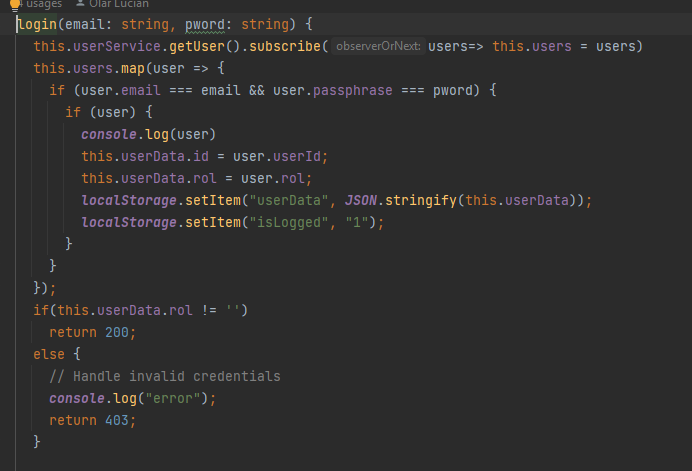 4 usages Olar Lucian
login(email: string, pword: string) {
this.userService.getUser().subscribe( observerOrNext: users=> this.users = users)
this.users.map(user => {
if (user.email === email && user.passphrase === pword) {
if (user) {
console.log(user)
this.userData.id = user.userId;
this.userData.rol = user.rol;
localStorage.setItem("userData", JSON.stringify(this.userData));
localStorage.setItem("isLogged", "1");
}
}
});
if(this.userData.rol != '')
return 200;
else {
// Handle invalid credentials
console.log("error");
return 403;
}